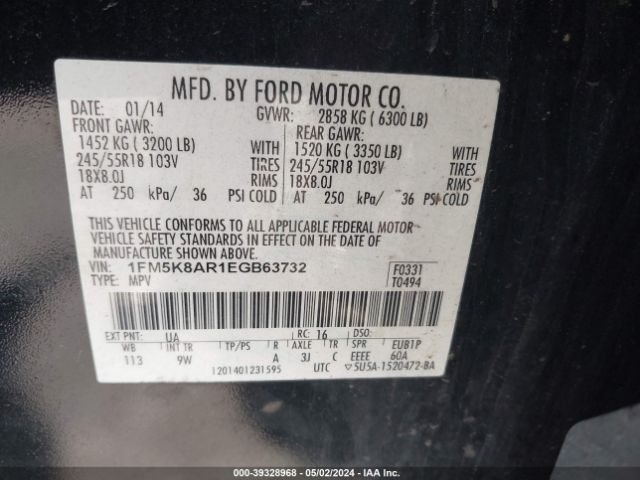 MFD. BY FORD MOTOR CO.
DATE: 01/14 GVWR: 2858 KG ( 6300 LB)
FRONT GAWR: REAR GAWR:
1452 KG ( 3200 LB) WITH 1520 KG ( 3350 LB) WITH
245/55R18 103V TIRES 245/55R18 103V TIRES
18X8.0J RIMS 18X8.0J RIMS
AT 250 kPa/ 36 PSI COLD AT 250 kPa/ 36 PSI COLD
THIS VEHICLE CONFORMS TO ALL APPLICABLE FEDERAL MOTOR
VEHICLE SAFETY STANDARDS IN EFFECT ON THE DATE OF
MANUFACTURE SHOWN ABOVE.
VIN: 1FM5K8AR1EGB63732 F0331
TYPE: MPV T0494
EXT PNT: UA RC: 16 DSO:
WB INT TR TP/PS R AXLE TR SPR EU81P
113 9W A 3J C EEEE 60A
1201401231595 UTC ▽5U5A-1520472-BA
000-39328968 - 05/02/2024 - IAA Inc.